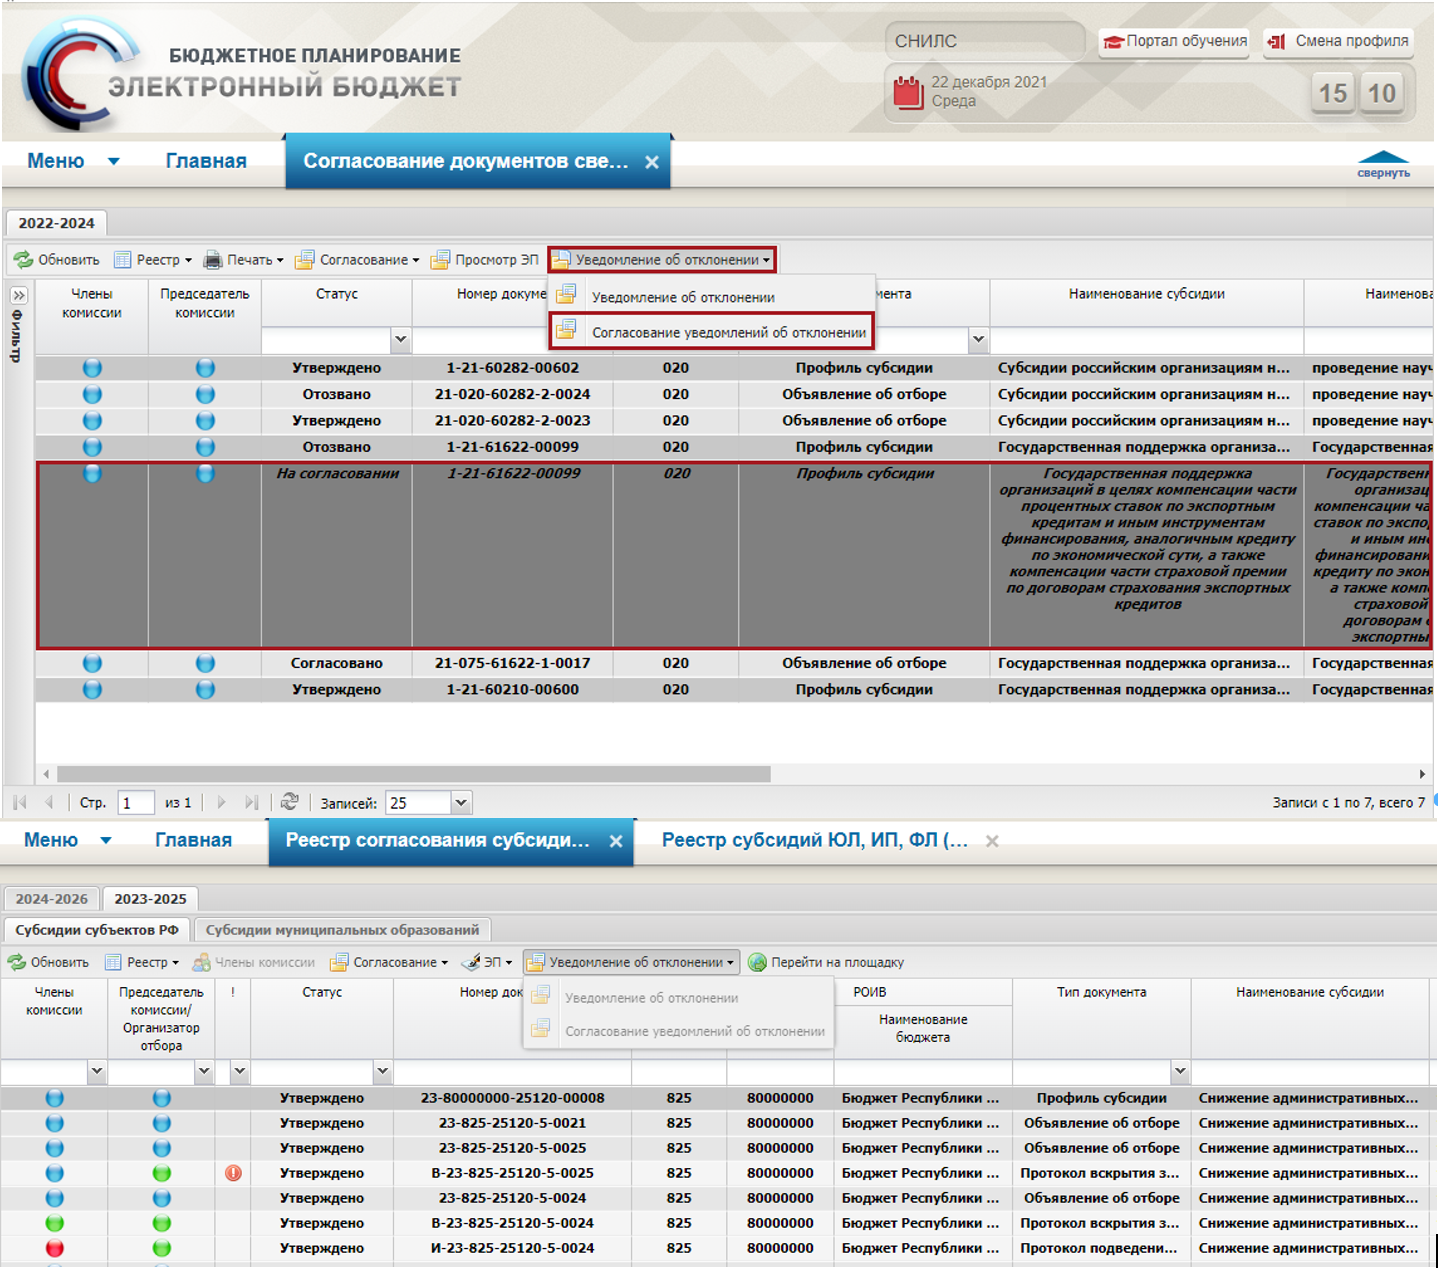 БЮДЖЕТНОЕ ПЛАНИРОВАНИЕ
ЭЛЕКТРОННЫЙ БЮДЖЕТ
СНИЛС
Портал обучения
Смена профиля
22 декабря 2021
Среда
15 10
Меню Главная Согласование документов све...
свернуть
2022-2024
Обновить Реестр Печать Согласование Просмотр ЭП Уведомление об отклонении
Уведомление об отклонении
Согласование уведомлений об отклонении
Фильтр
Члены комиссии Председатель комиссии Статус Номер докуме мента Наименование субсидии Наименова
Утверждено 1-21-60282-00602 020 Профиль субсидии Субсидии российским организациям н... проведение науч
Отозвано 21-020-60282-2-0024 020 Объявление об отборе Субсидии российским организациям н... проведение науч
Утверждено 21-020-60282-2-0023 020 Объявление об отборе Субсидии российским организациям н... проведение науч
Отозвано 1-21-61622-00099 020 Профиль субсидии Государственная поддержка организа... Государственная
На согласовании 1-21-61622-00099 020 Профиль субсидии Государственная поддержка Государственн
организаций в целях компенсации части организац
процентных ставок по экспортным компенсации ча
кредитам и иным инструментам ставок по экспо
финансирования, аналогичным кредиту и иным ин
по экономической сути, а также финансировани
компенсации части страховой премии кредиту по экон
по договорам страхования экспортных а также комп
кредитов страховой
договорам
экспортны
Согласовано 21-075-61622-1-0017 020 Объявление об отборе Государственная поддержка организа... Государственная
Утверждено 1-21-60210-00600 020 Профиль субсидии Государственная поддержка организа... Государственная
Стр. 1 из 1 Записей: 25 Записи с 1 по 7, всего 7
Меню Главная Реестр согласования субсиди... Реестр субсидий ЮЛ, ИП, ФЛ (...
2024-2026 2023-2025
Субсидии субъектов РФ Субсидии муниципальных образований
Обновить Реестр Члены комиссии Согласование ЭП Уведомление об отклонении Перейти на площадку
Уведомление об отклонении
Согласование уведомлений об отклонении
Члены комиссии Председатель комиссии/ Организатор отбора ! Статус Номер док РОИВ Наименование бюджета Тип документа Наименование субсидии
Утверждено 23-80000000-25120-00008 825 80000000 Бюджет Республики ... Профиль субсидии Снижение административных...
Утверждено 23-825-25120-5-0021 825 80000000 Бюджет Республики ... Объявление об отборе Снижение административных...
Утверждено 23-825-25120-5-0025 825 80000000 Бюджет Республики ... Объявление об отборе Снижение административных...
Утверждено В-23-825-25120-5-0025 825 80000000 Бюджет Республики ... Протокол вскрытия з... Снижение административных...
Утверждено 23-825-25120-5-0024 825 80000000 Бюджет Республики ... Объявление об отборе Снижение административных...
Утверждено В-23-825-25120-5-0024 825 80000000 Бюджет Республики ... Протокол вскрытия з... Снижение административных...
Утверждено И-23-825-25120-5-0024 825 80000000 Бюджет Республики ... Протокол подведени... Снижение административных...